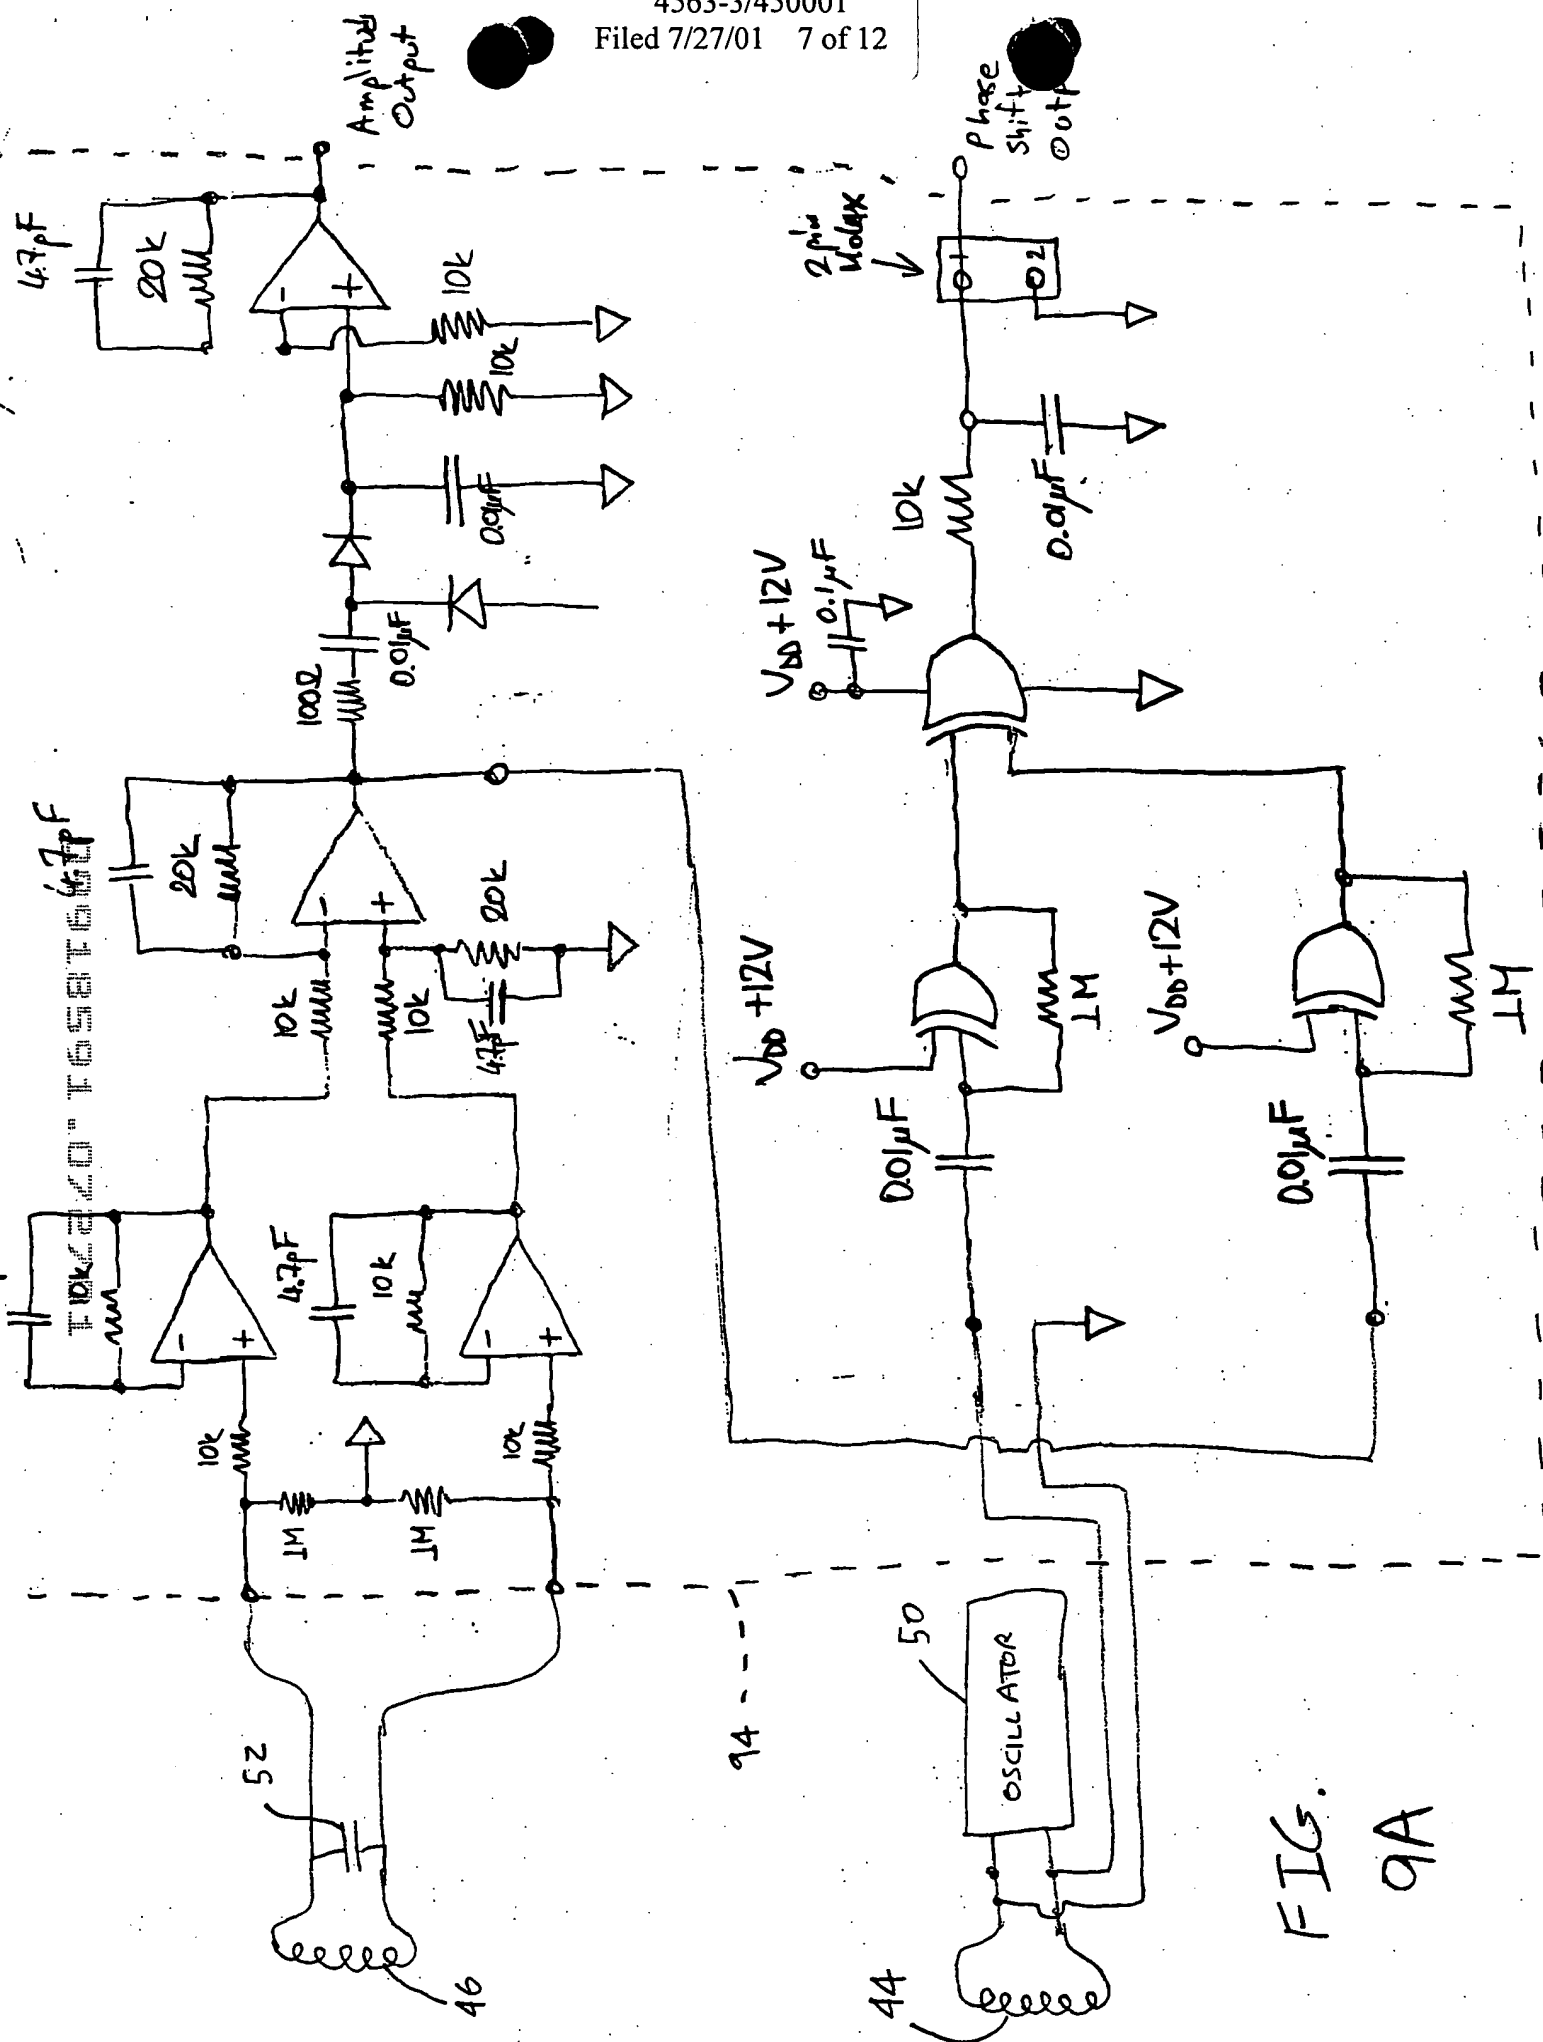 4563-3/450001
Filed 7/27/01 7 of 12
Amplitude
Output
4.7pF
20k
-
+
10k
10k
0.01μF
0.01μF
100Ω
4.7pF
20k
-
+
20k
4.7pF
10k
10k
10k
-
+
4.7pF
10k
-
+
10k
10k
1M
1M
52
46
Phase
Shift
2 pin
Molex
1
2
10k
0.01μF
VDD +12V
0.1μF
VDD +12V
1M
0.01μF
VDD +12V
1M
0.01μF
94
50
OSCILLATOR
44
FIG.
9A